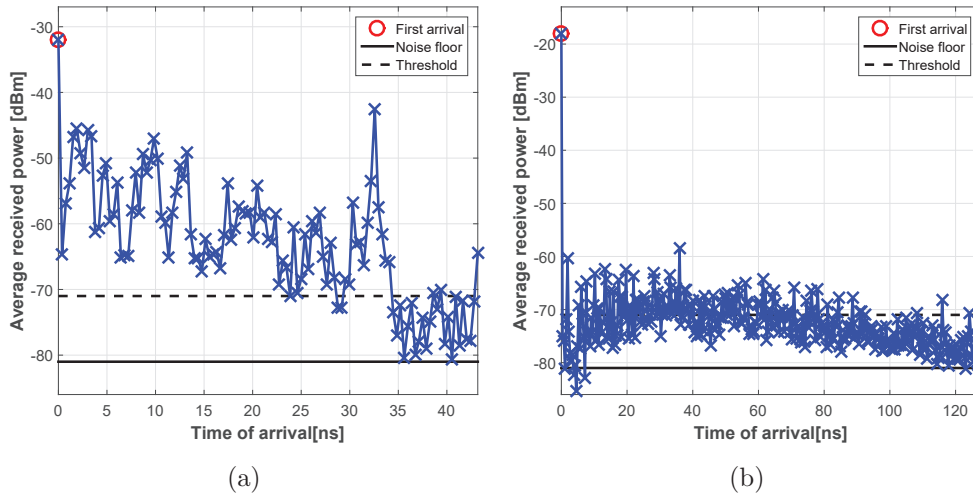 -30
-40
-50
-60
-70
-80
Average received power [dBm]
0
5
10
15
20
25
30
35
40
Time of arrival[ns]
First arrival
Noise floor
Threshold
(a)
-20
-30
-40
-50
-60
-70
-80
Average received power [dBm]
0
20
40
60
80
100
120
Time of arrival[ns]
First arrival
Noise floor
Threshold
(b)